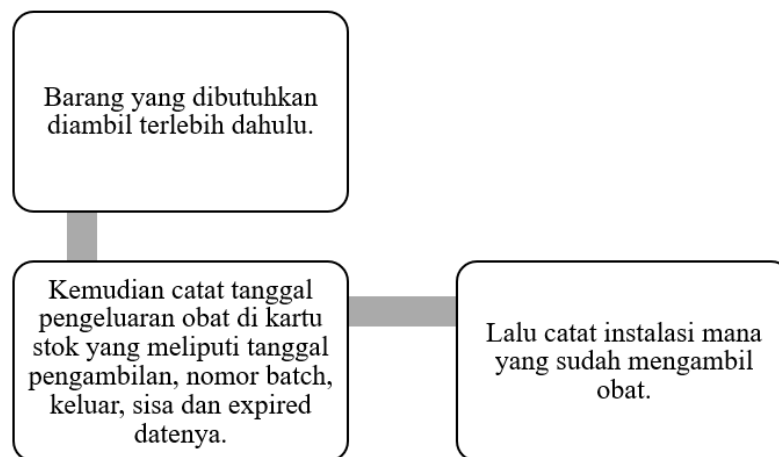 Barang yang dibutuhkan
diambil terlebih dahulu.
Kemudian catat tanggal
pengeluaran obat di kartu
stok yang meliputi tanggal
pengambilan, nomor batch,
keluar, sisa dan expired
datenya.
Lalu catat instalasi mana
yang sudah mengambil
obat.